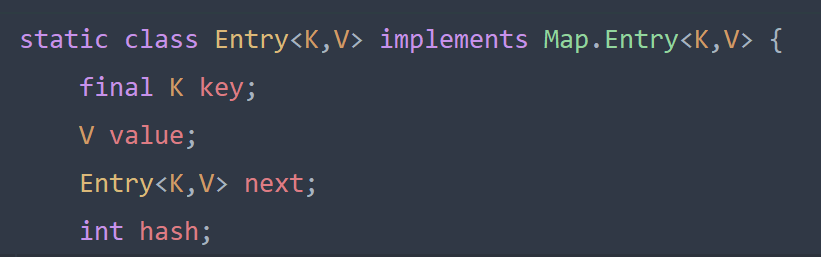 static class Entry<K,V> implements Map.Entry<K,V> {
    final K key;
    V value;
    Entry<K,V> next;
    int hash;